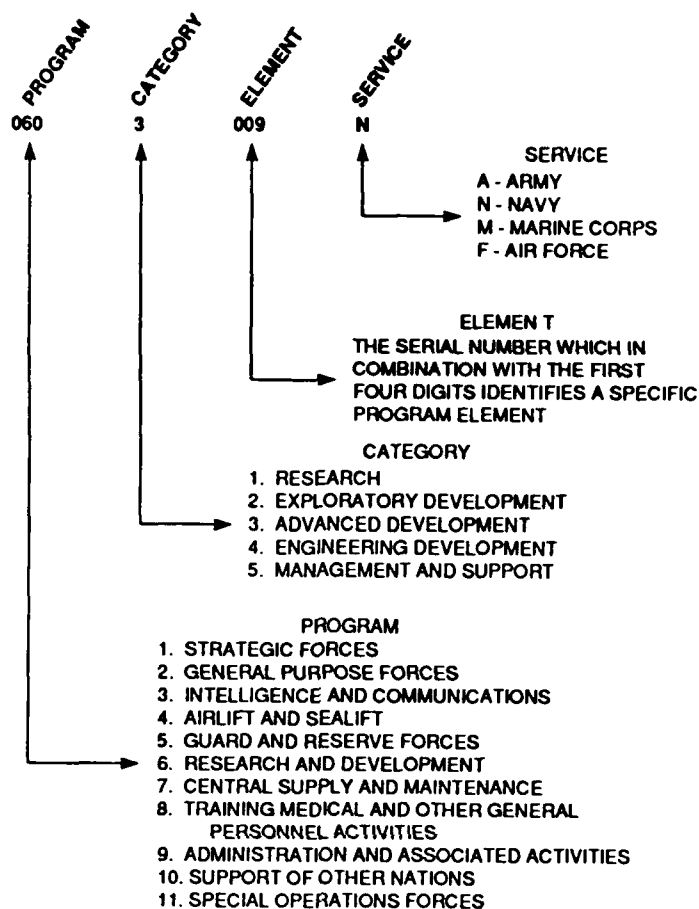 PROGRAM CATEGORY ELEMENT SERVICE
060 3 009 N
SERVICE
A - ARMY
N - NAVY
M - MARINE CORPS
F - AIR FORCE
ELEMEN T
THE SERIAL NUMBER WHICH IN
COMBINATION WITH THE FIRST
FOUR DIGITS IDENTIFIES A SPECIFIC
PROGRAM ELEMENT
CATEGORY
1. RESEARCH
2. EXPLORATORY DEVELOPMENT
3. ADVANCED DEVELOPMENT
4. ENGINEERING DEVELOPMENT
5. MANAGEMENT AND SUPPORT
PROGRAM
1. STRATEGIC FORCES
2. GENERAL PURPOSE FORCES
3. INTELLIGENCE AND COMMUNICATIONS
4. AIRLIFT AND SEALIFT
5. GUARD AND RESERVE FORCES
6. RESEARCH AND DEVELOPMENT
7. CENTRAL SUPPLY AND MAINTENANCE
8. TRAINING MEDICAL AND OTHER GENERAL
PERSONNEL ACTIVITIES
9. ADMINISTRATION AND ASSOCIATED ACTIVITIES
10. SUPPORT OF OTHER NATIONS
11. SPECIAL OPERATIONS FORCES